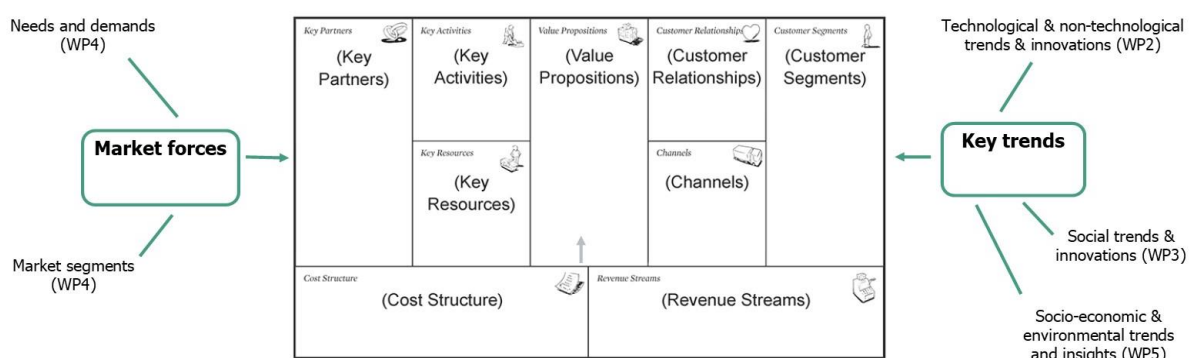 Needs and demands
(WP4)
Market forces
Market segments
(WP4)
Key Partners
(Key
Partners)
Key Activities
(Key
Activities)
Key Resources
(Key
Resources)
Value Propositions
(Value
Propositions)
Customer Relationships
(Customer
Relationships)
Channels
(Channels)
Customer Segments
(Customer
Segments)
Cost Structure
(Cost Structure)
Revenue Streams
(Revenue Streams)
Technological & non-technological
trends & innovations (WP2)
Key trends
Social trends &
innovations (WP3)
Socio-economic &
environmental trends
and insights (WP5)